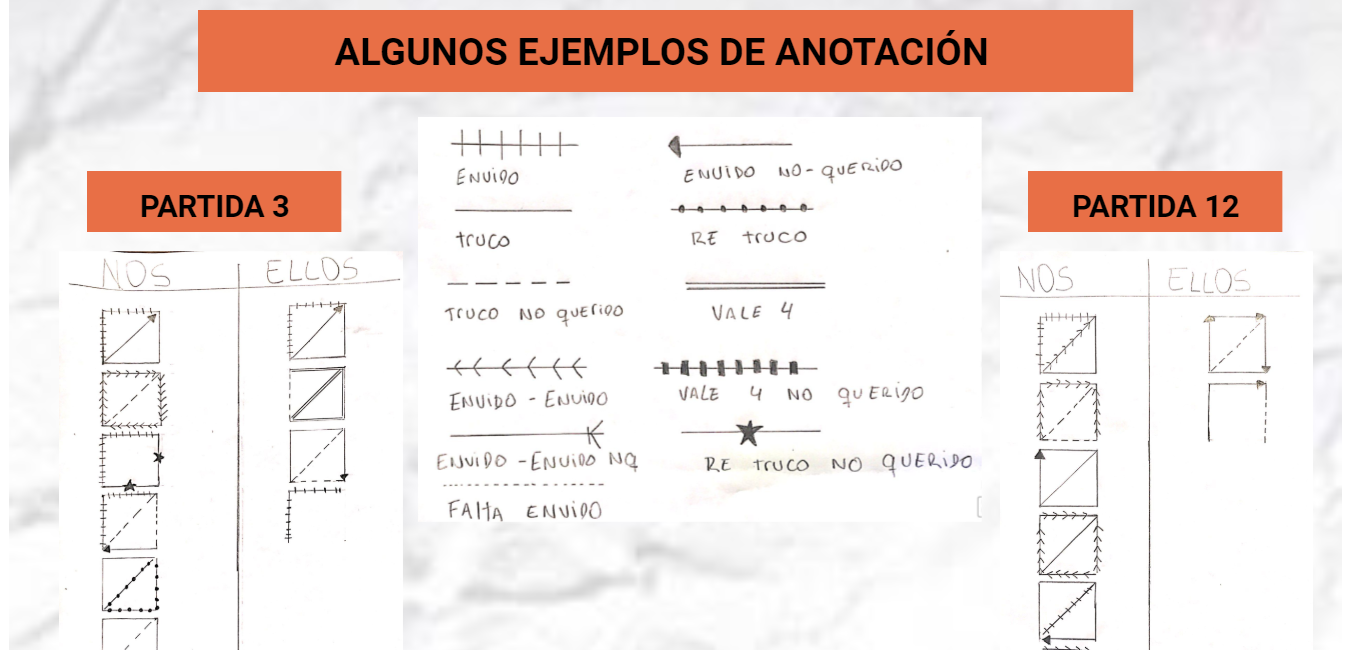 ALGUNOS EJEMPLOS DE ANOTACIÓN
PARTIDA 3
NOS
ELLOS
ENVIDO
ENVIDO NO-QUERIDO
TRUCO
RE TRUCO
TRUCO NO QUERIDO
VALE 4
ENVIDO - ENVIDO
VALE 4 NO QUERIDO
ENVIDO - ENVIDO NQ
RE TRUCO NO QUERIDO
FALTA ENVIDO
PARTIDA 12
NOS
ELLOS